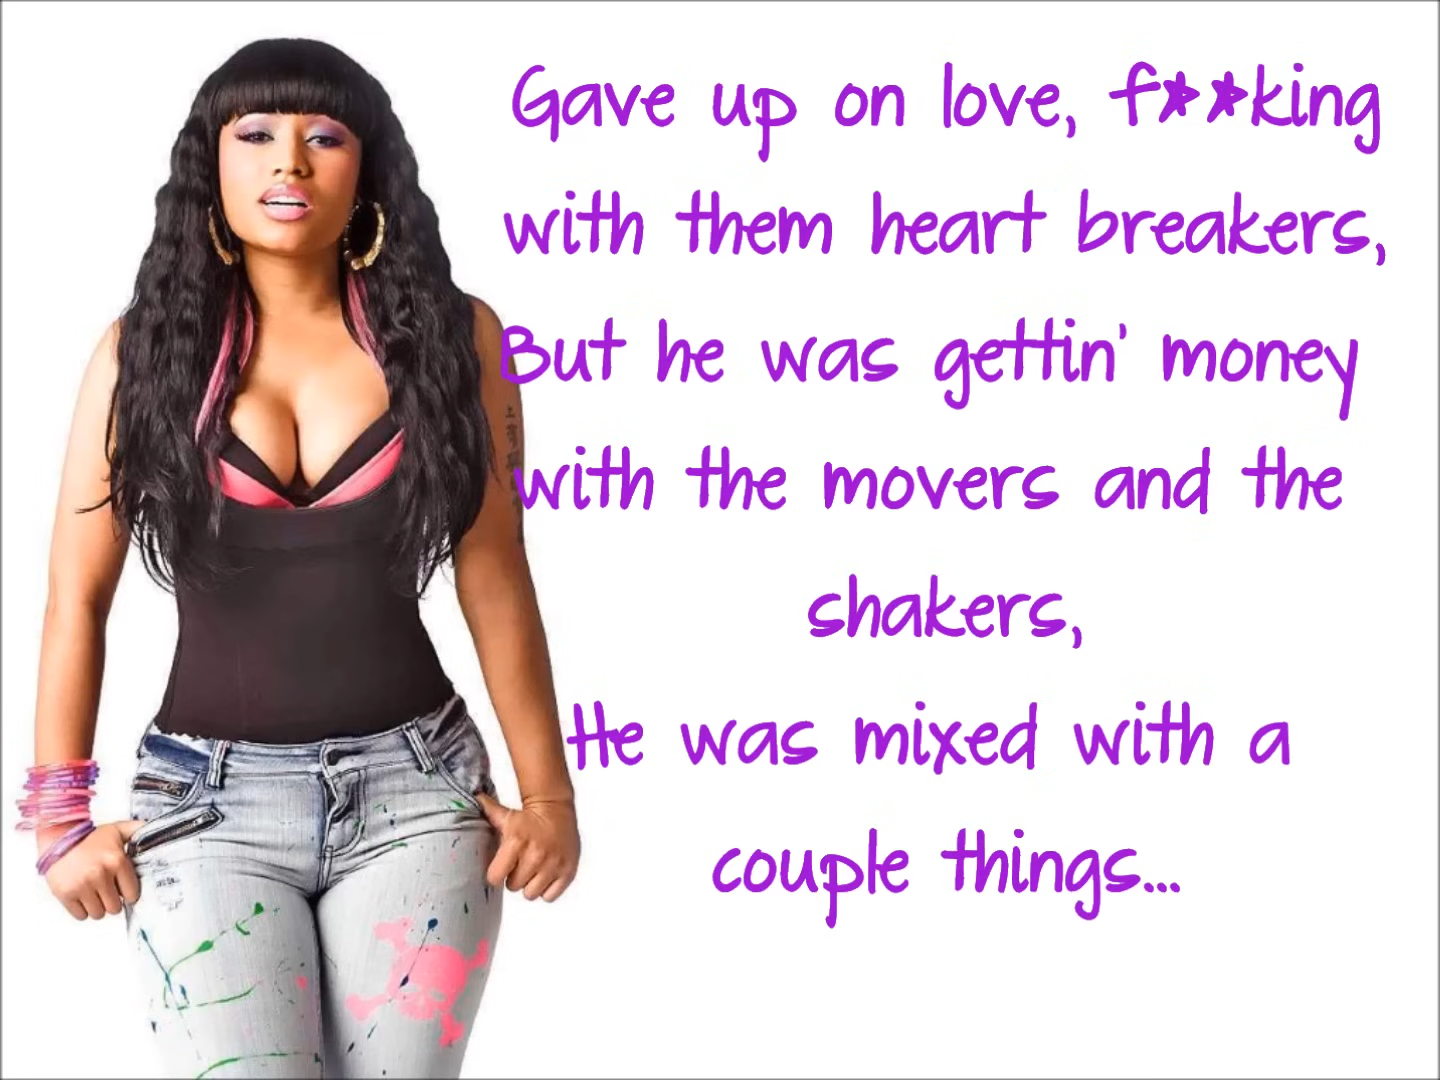 Gave up on love, f**king
with them heart breakers,
But he was gettin' money
with the movers and the
shakers,
He was mixed with a
couple things...